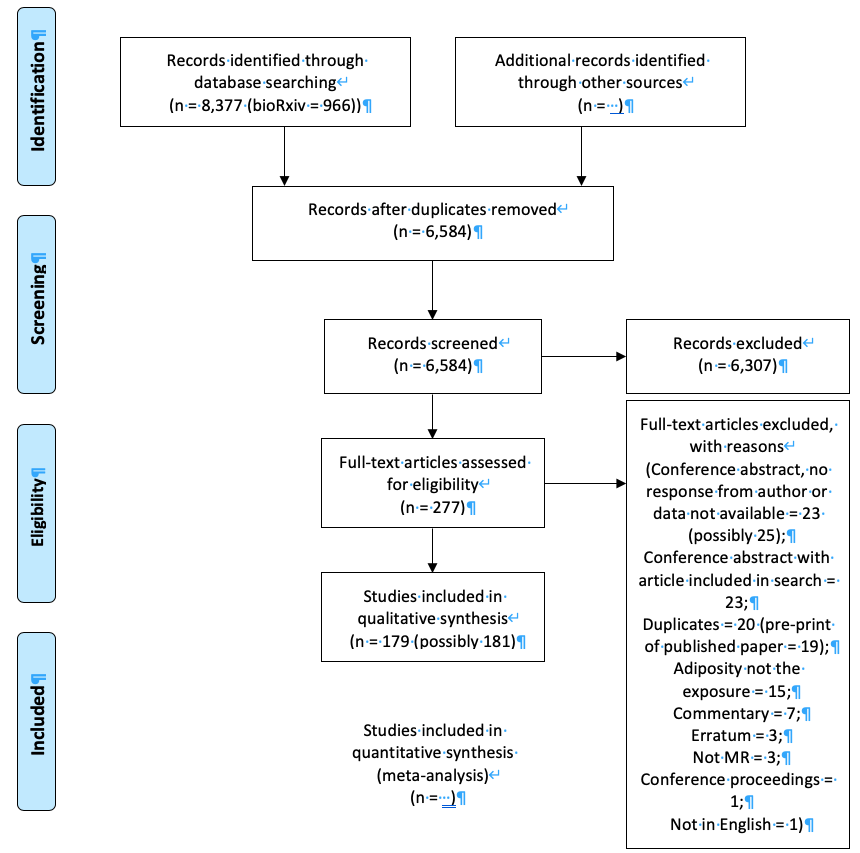 Identification¶
Records·identified·through·
database·searching↵
(n·=·8,377·(bioRxiv·=·966))¶
Additional·records·identified·
through·other·sources↵
(n·=···)¶
Records·after·duplicates·removed↵
(n·=·6,584)¶
Screening¶
Records·screened↵
(n·=·6,584)¶
Records·excluded↵
(n·=·6,307)¶
Eligibility¶
Full-text·articles·assessed·
for·eligibility↵
(n·=·277)¶
Full-text·articles·excluded,·
with·reasons↵
(Conference·abstract,·no·
response·from·author·or·
data·not·available·=·23·
(possibly·25);¶
Conference·abstract·with·
article·included·in·search·=·
23;¶
Duplicates·=·20·(pre-print·
of·published·paper·=·19);¶
Adiposity·not·the·
exposure·=·15;¶
Commentary·=·7;¶
Erratum·=·3;¶
Not·MR·=·3;¶
Conference·proceedings·=·
1;¶
Not·in·English·=·1)¶
Studies·included·in·
qualitative·synthesis↵
(n·=·179·(possibly·181)¶
Included¶
Studies·included·in·
quantitative·synthesis·
(meta-analysis)↵
(n·=···)¶